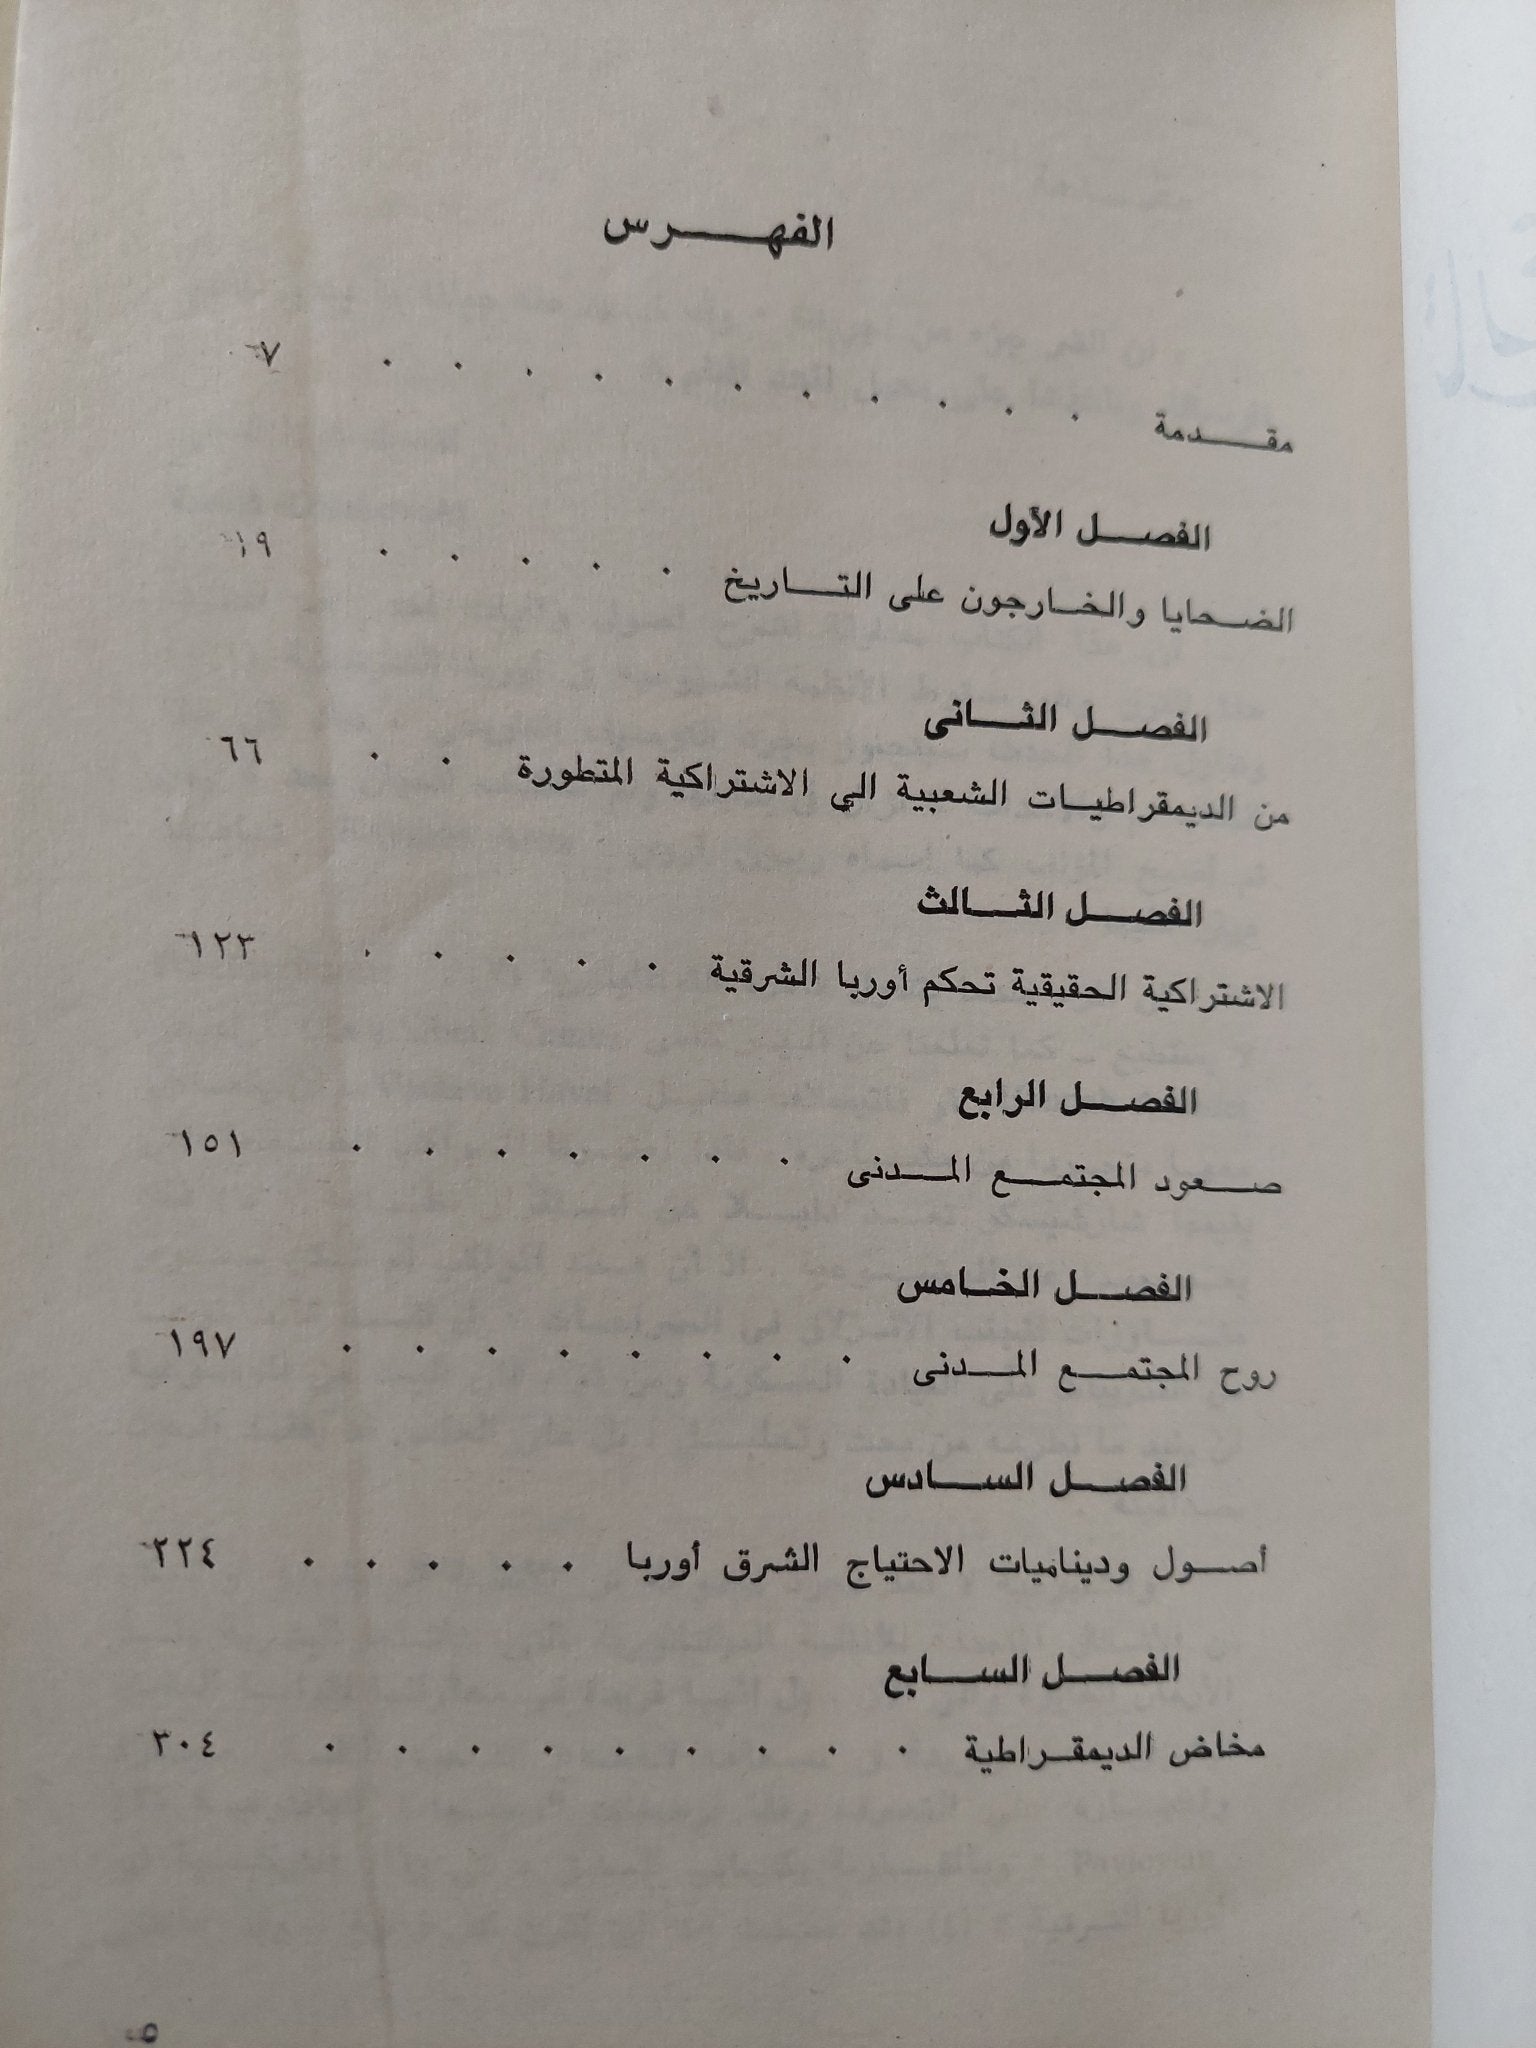 الفهرس
مقدمة . . . . . . . . . . . ٧
الفصل الأول
الضحايا والخارجون على التاريخ . . . . . ١٩
الفصل الثانى
من الديمقراطيات الشعبية الي الاشتراكية المتطورة . . ٦٦
الفصل الثالث
الاشتراكية الحقيقية تحكم أوربا الشرقية . . . . . ١٢٣
الفصل الرابع
صعود المجتمع المدنى . . . . . . . ١٥١
الفصل الخامس
روح المجتمع المدنى . . . . . . . . ١٩٧
الفصل السادس
أصول وديناميات الاحتياج الشرق أوربا . . . . . ٢٢٤
الفصل السابع
مخاض الديمقراطية . . . . . . . . . ٣٠٤
٥